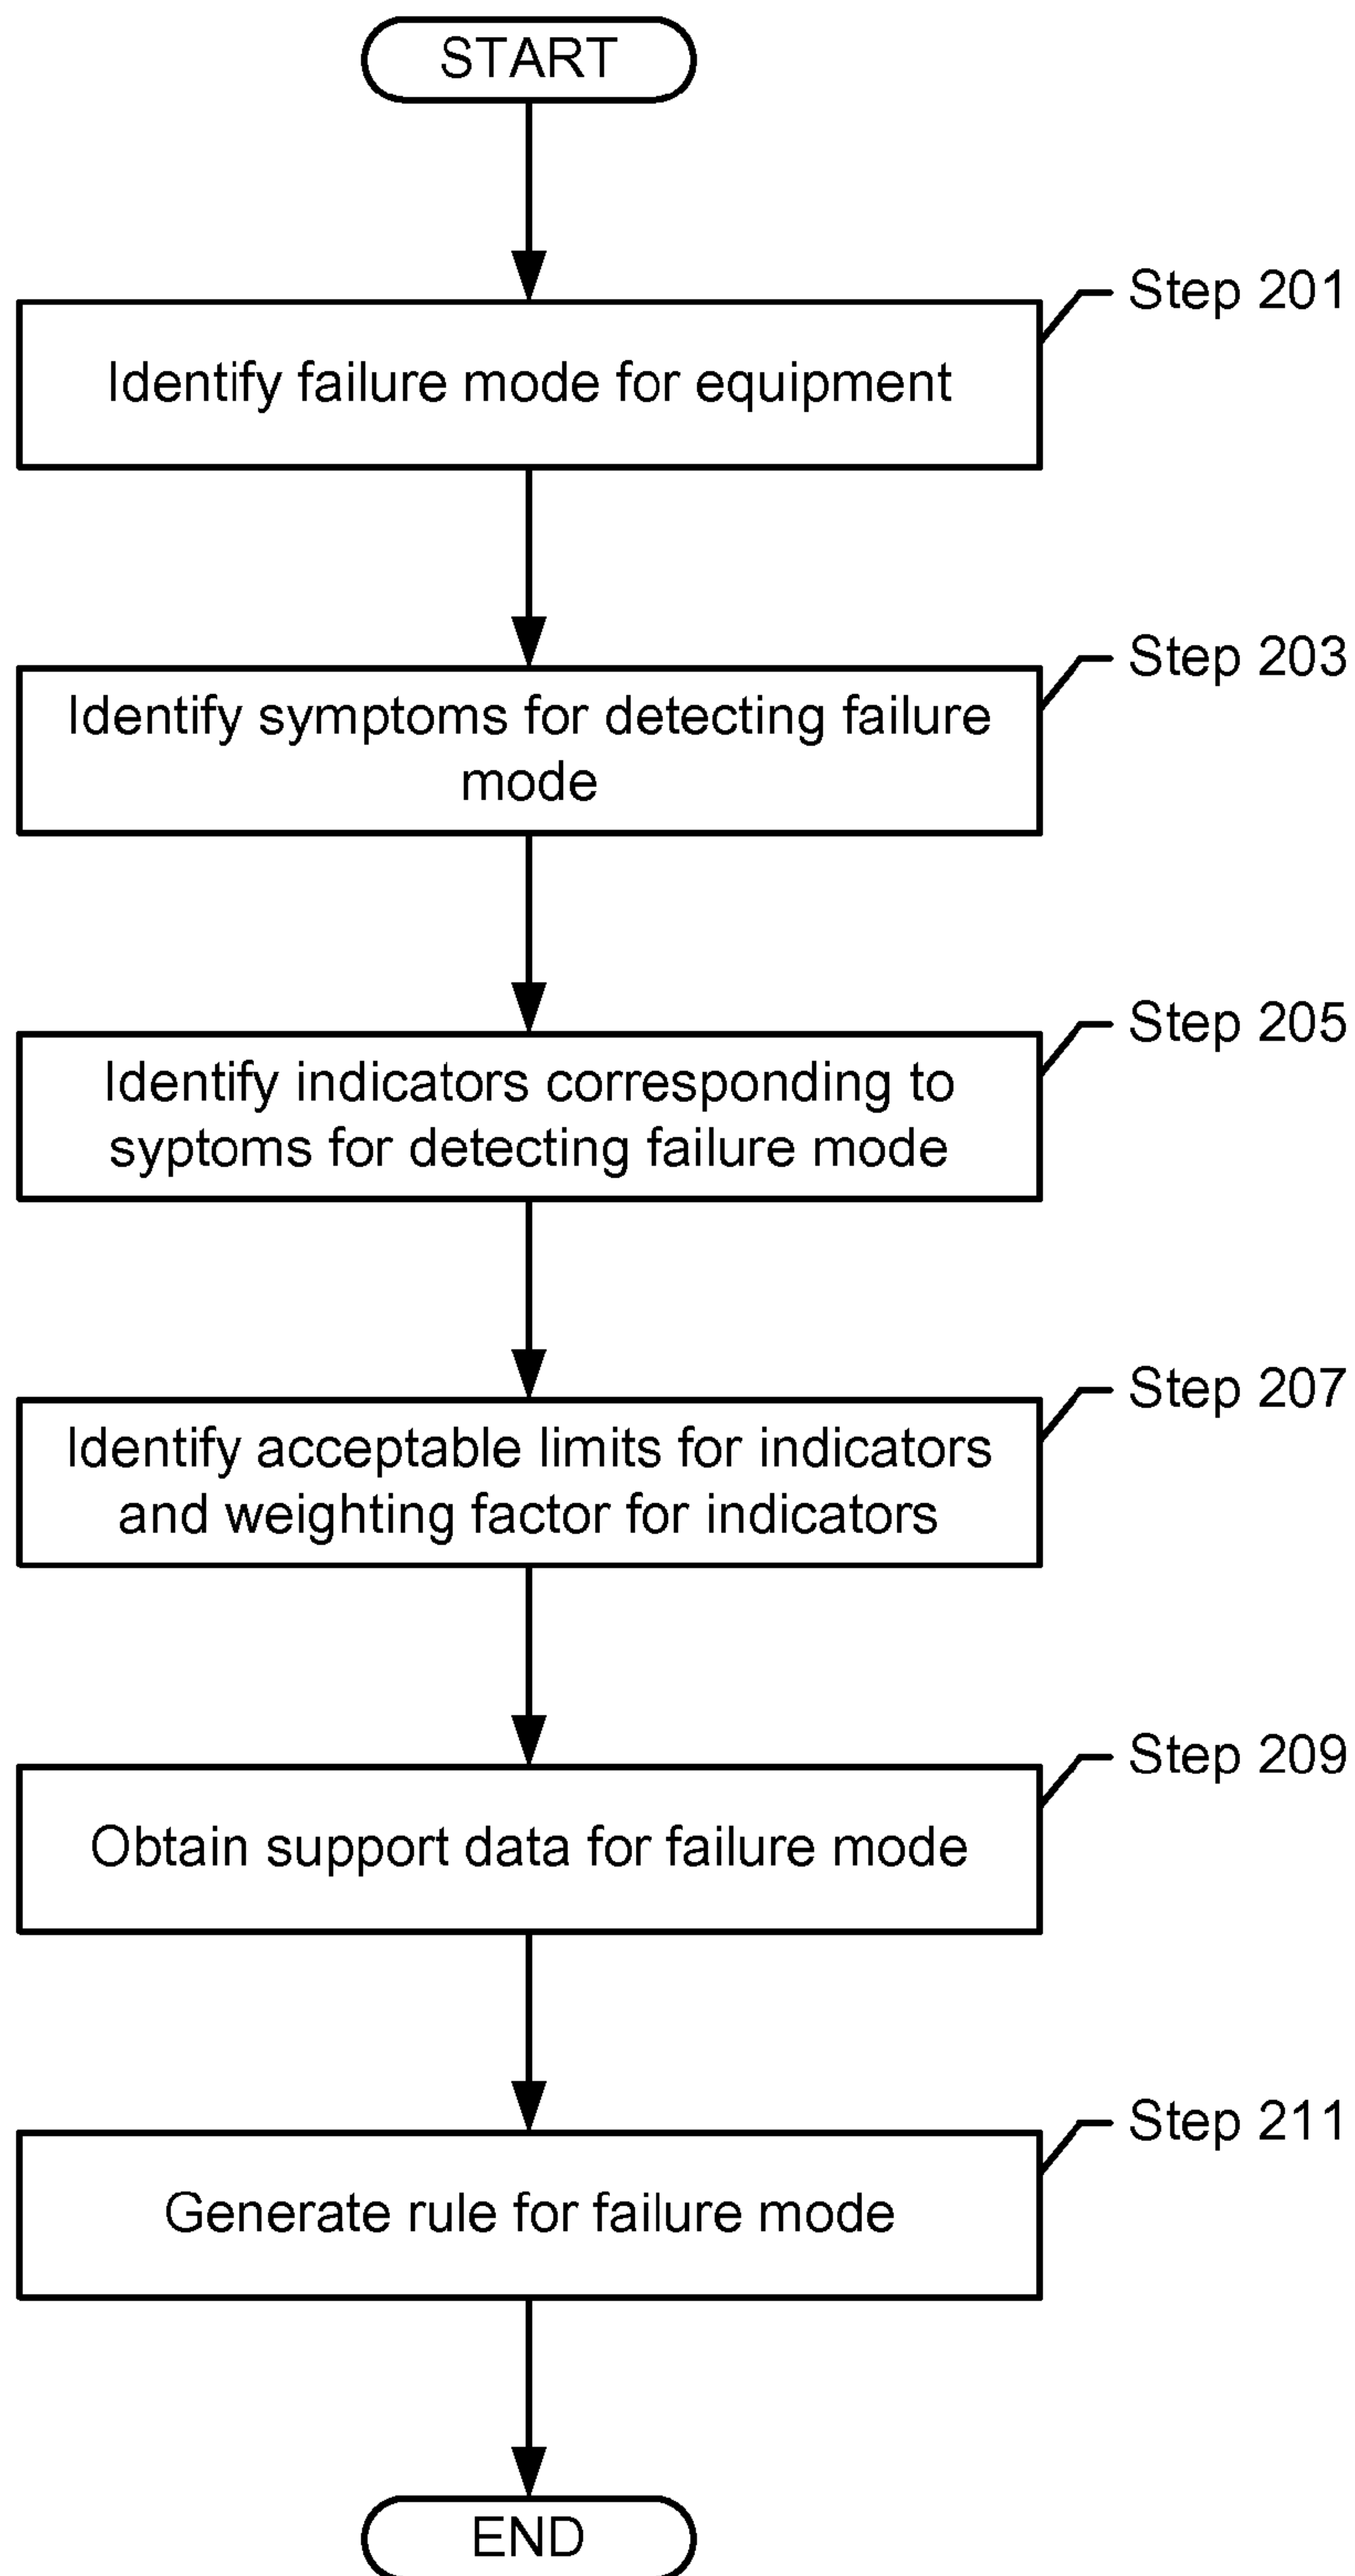 START
Step 201
Identify failure mode for equipment
Step 203
Identify symptoms for detecting failure
mode
Step 205
Identify indicators corresponding to
syptoms for detecting failure mode
Step 207
Identify acceptable limits for indicators
and weighting factor for indicators
Step 209
Obtain support data for failure mode
Step 211
Generate rule for failure mode
END